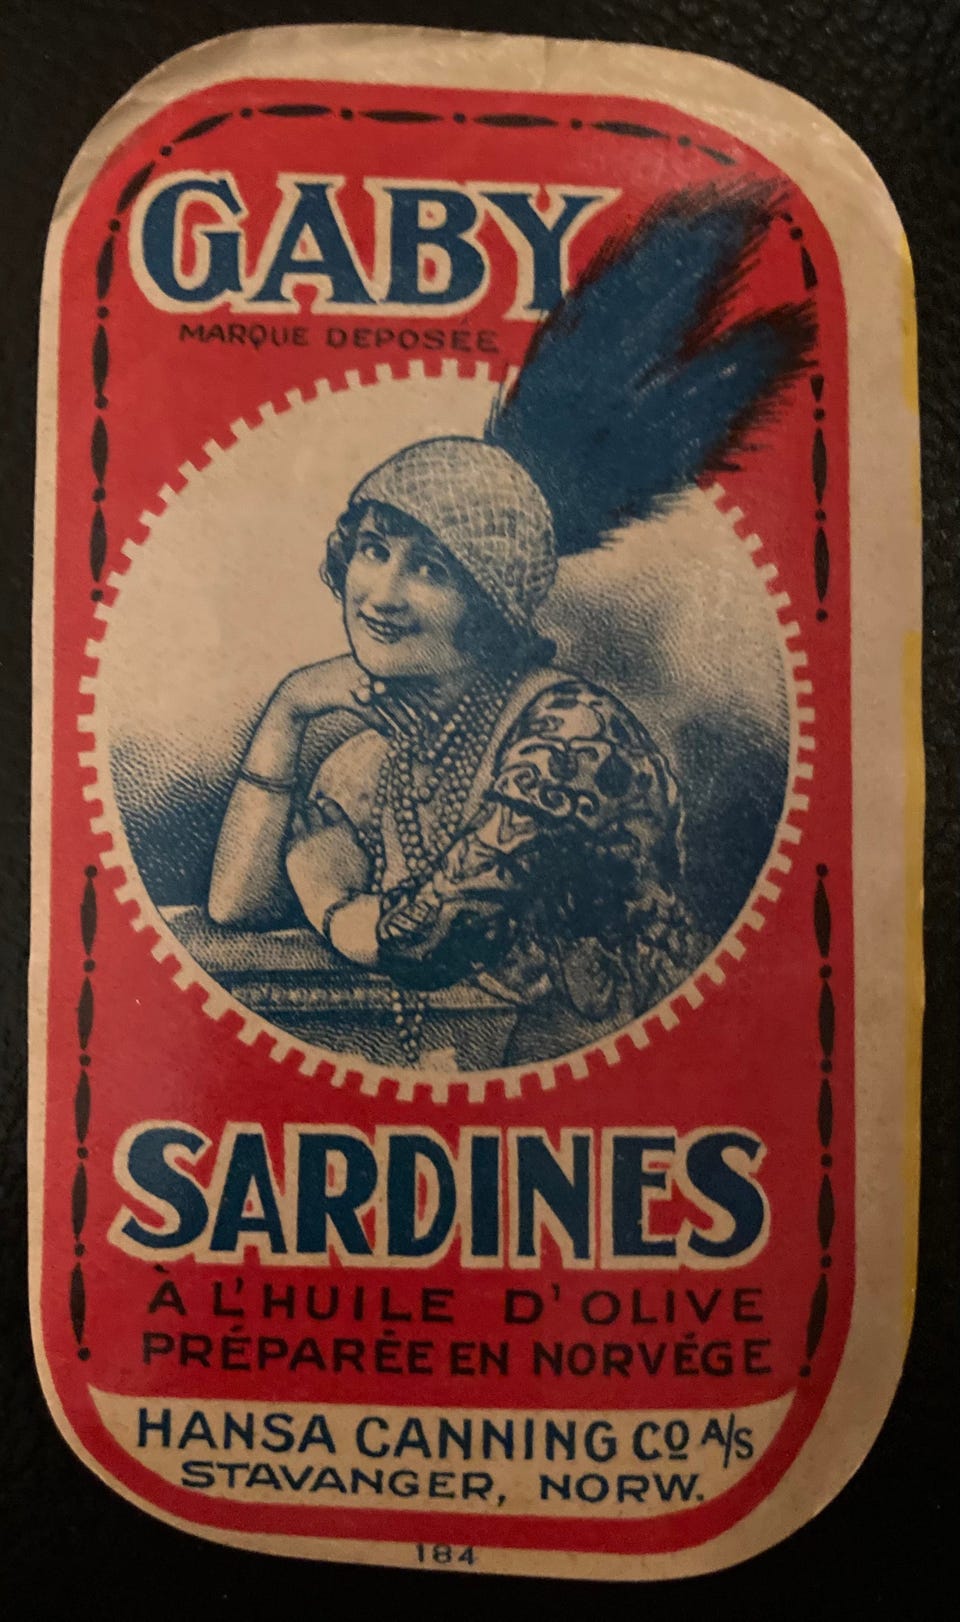 GABY
MARQUE DEPOSÉE
SARDINES
À L'HUILE D'OLIVE
PRÉPARÉE EN NORVÉGE
HANSA CANNING Cº A/S
STAVANGER, NORW.
184